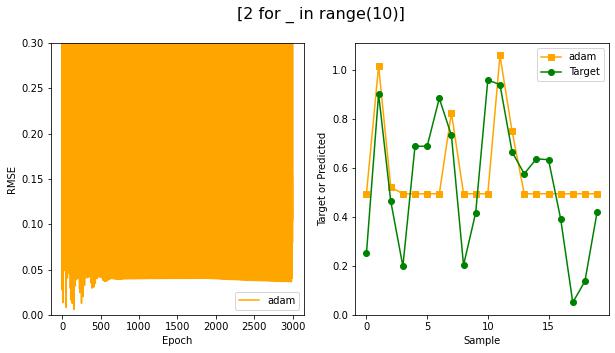 [2 for _ in range(10)]
0.30
0.25
0.20
0.15
0.10
0.05
0.00
RMSE
0 500 1000 1500 2000 2500 3000
Epoch
adam
1.0
0.8
0.6
0.4
0.2
0.0
Target or Predicted
0 5 10 15
Sample
adam
Target